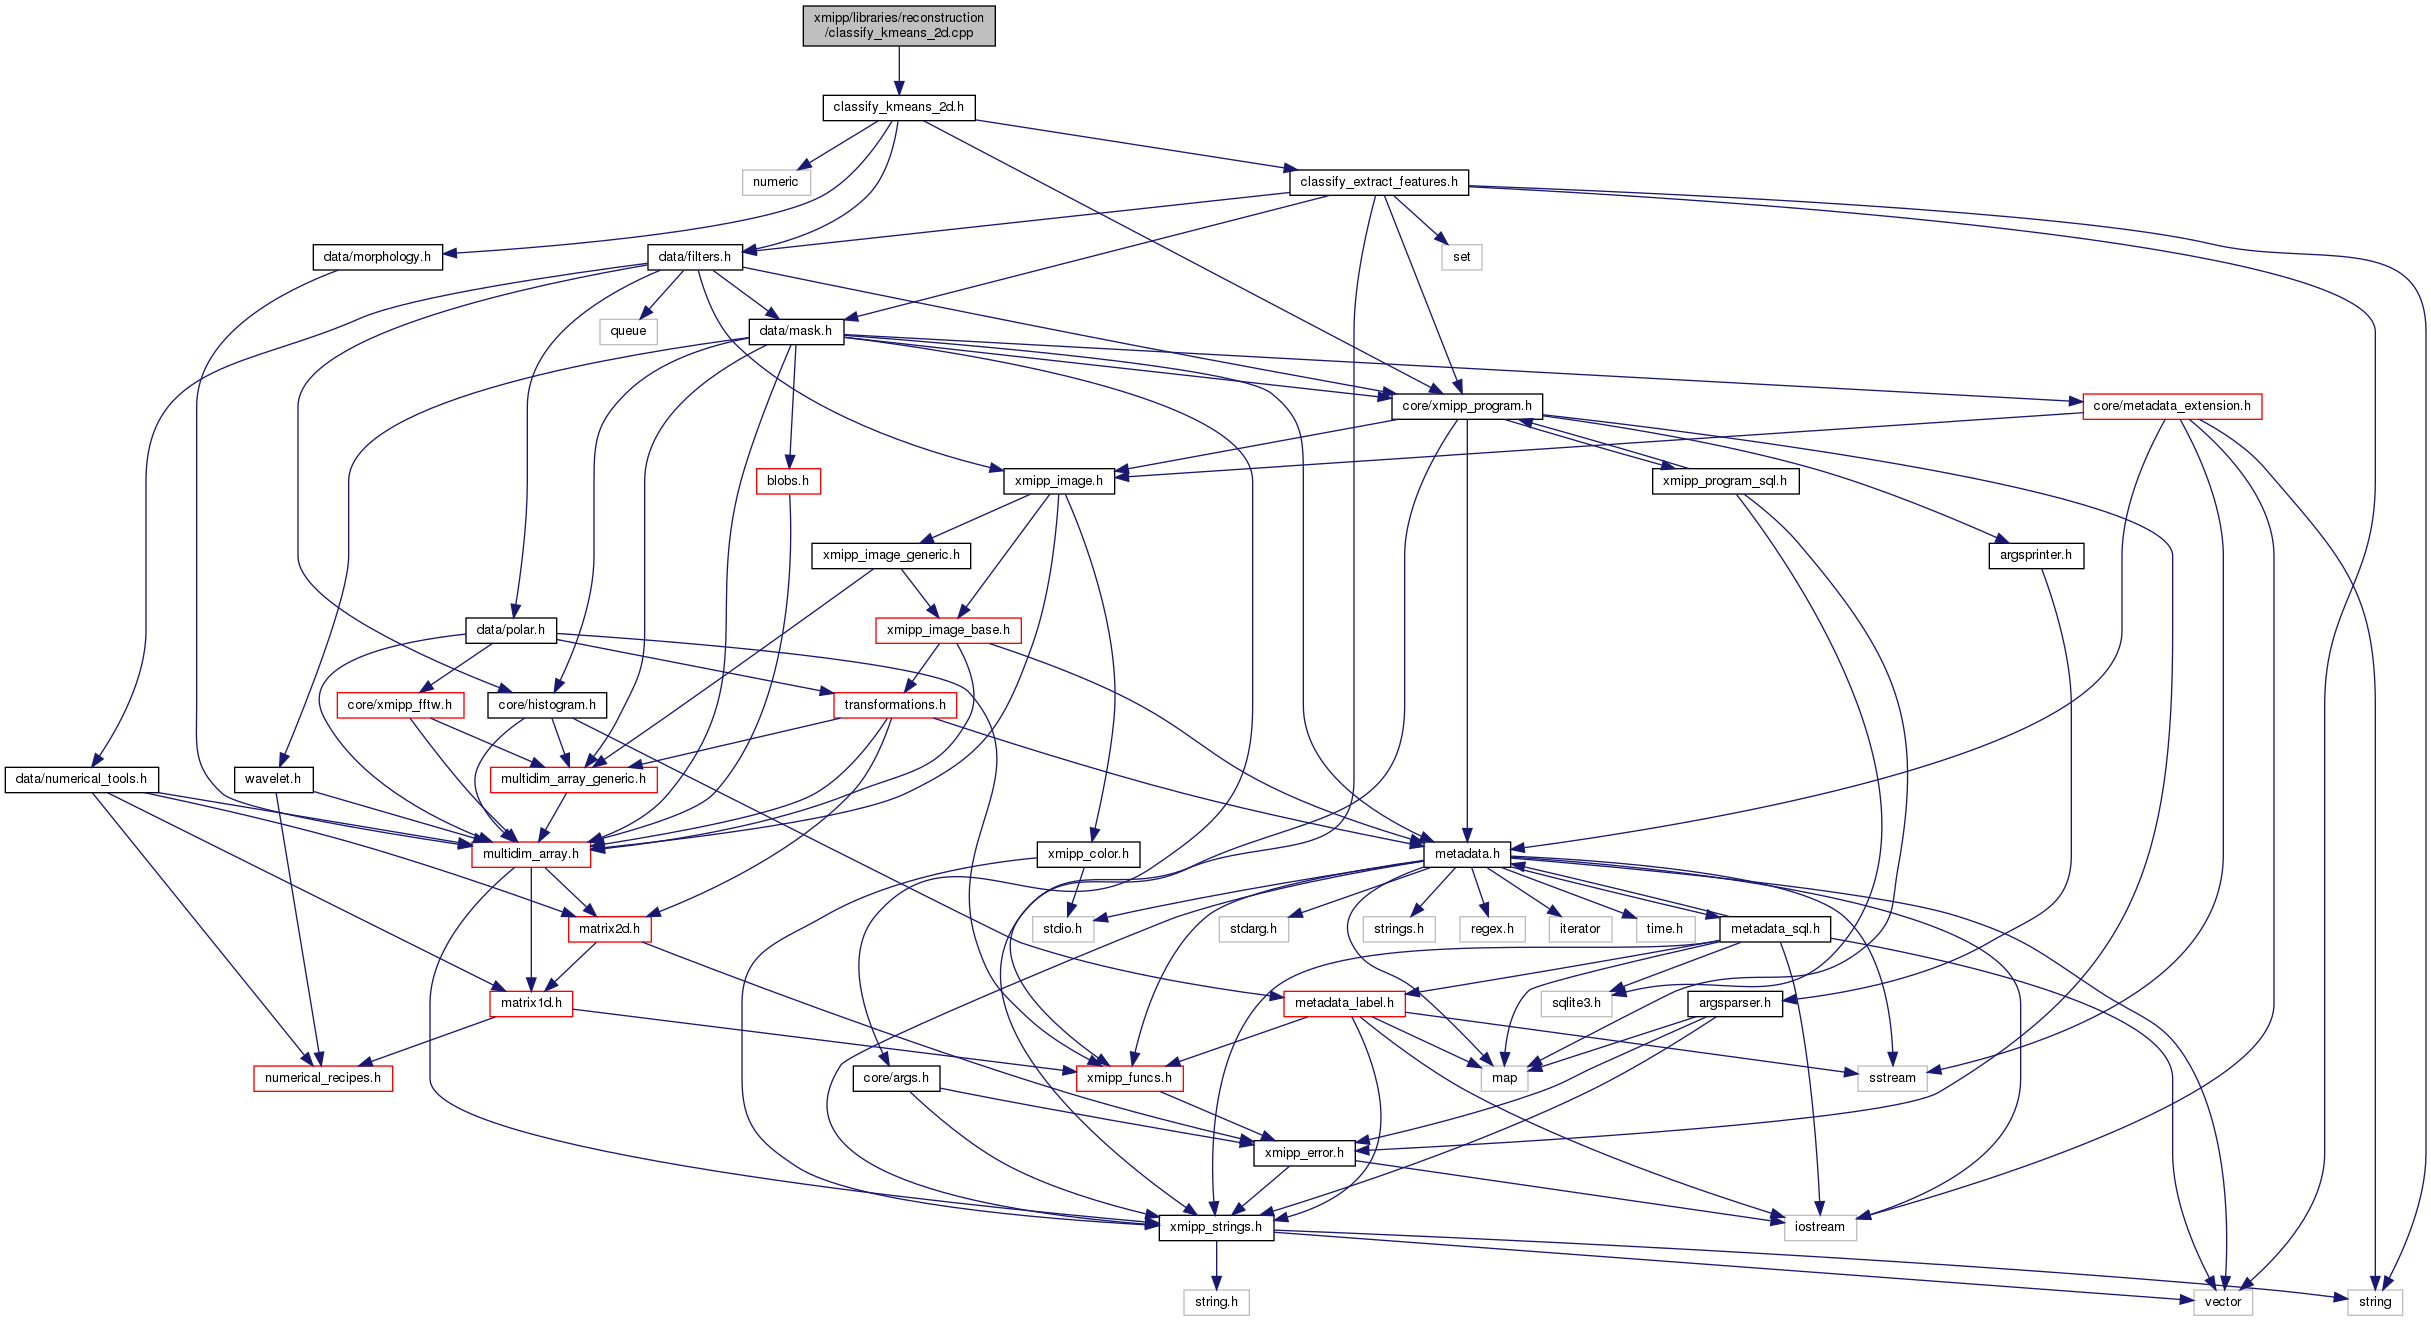 xmipp/libraries/reconstruction
/classify_kmeans_2d.cpp
classify_kmeans_2d.h
numeric
classify_extract_features.h
data/morphology.h
data/filters.h
set
queue
data/mask.h
core/xmipp_program.h
core/metadata_extension.h
blobs.h
xmipp_image.h
xmipp_program_sql.h
xmipp_image_generic.h
argsprinter.h
data/polar.h
xmipp_image_base.h
core/xmipp_fftw.h
core/histogram.h
transformations.h
data/numerical_tools.h
wavelet.h
multidim_array_generic.h
multidim_array.h
xmipp_color.h
metadata.h
matrix2d.h
stdio.h
stdarg.h
strings.h
regex.h
iterator
time.h
metadata_sql.h
matrix1d.h
metadata_label.h
sqlite3.h
argsparser.h
numerical_recipes.h
core/args.h
xmipp_funcs.h
map
sstream
xmipp_error.h
xmipp_strings.h
iostream
string.h
vector
string